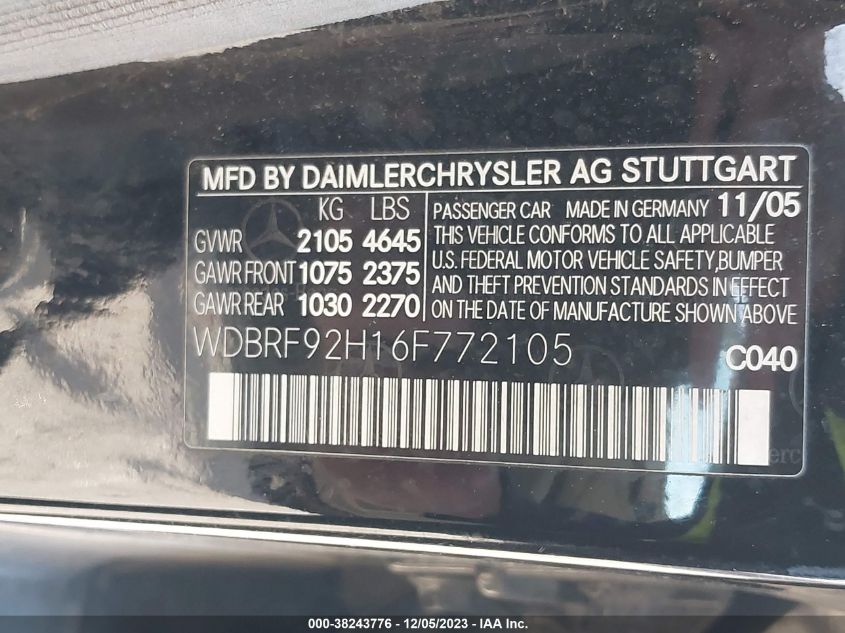 MFD BY DAIMLERCHRYSLER AG STUTTGART
KG LBS
GVWR 2105 4645
GAWR FRONT 1075 2375
GAWR REAR 1030 2270
PASSENGER CAR MADE IN GERMANY 11/05
THIS VEHICLE CONFORMS TO ALL APPLICABLE
U.S. FEDERAL MOTOR VEHICLE SAFETY,BUMPER
AND THEFT PREVENTION STANDARDS IN EFFECT
ON THE DATE OF MANUFACTURE SHOWN ABOVE
WDBRF92H16F772105
C040
000-38243776 - 12/05/2023 - IAA Inc.